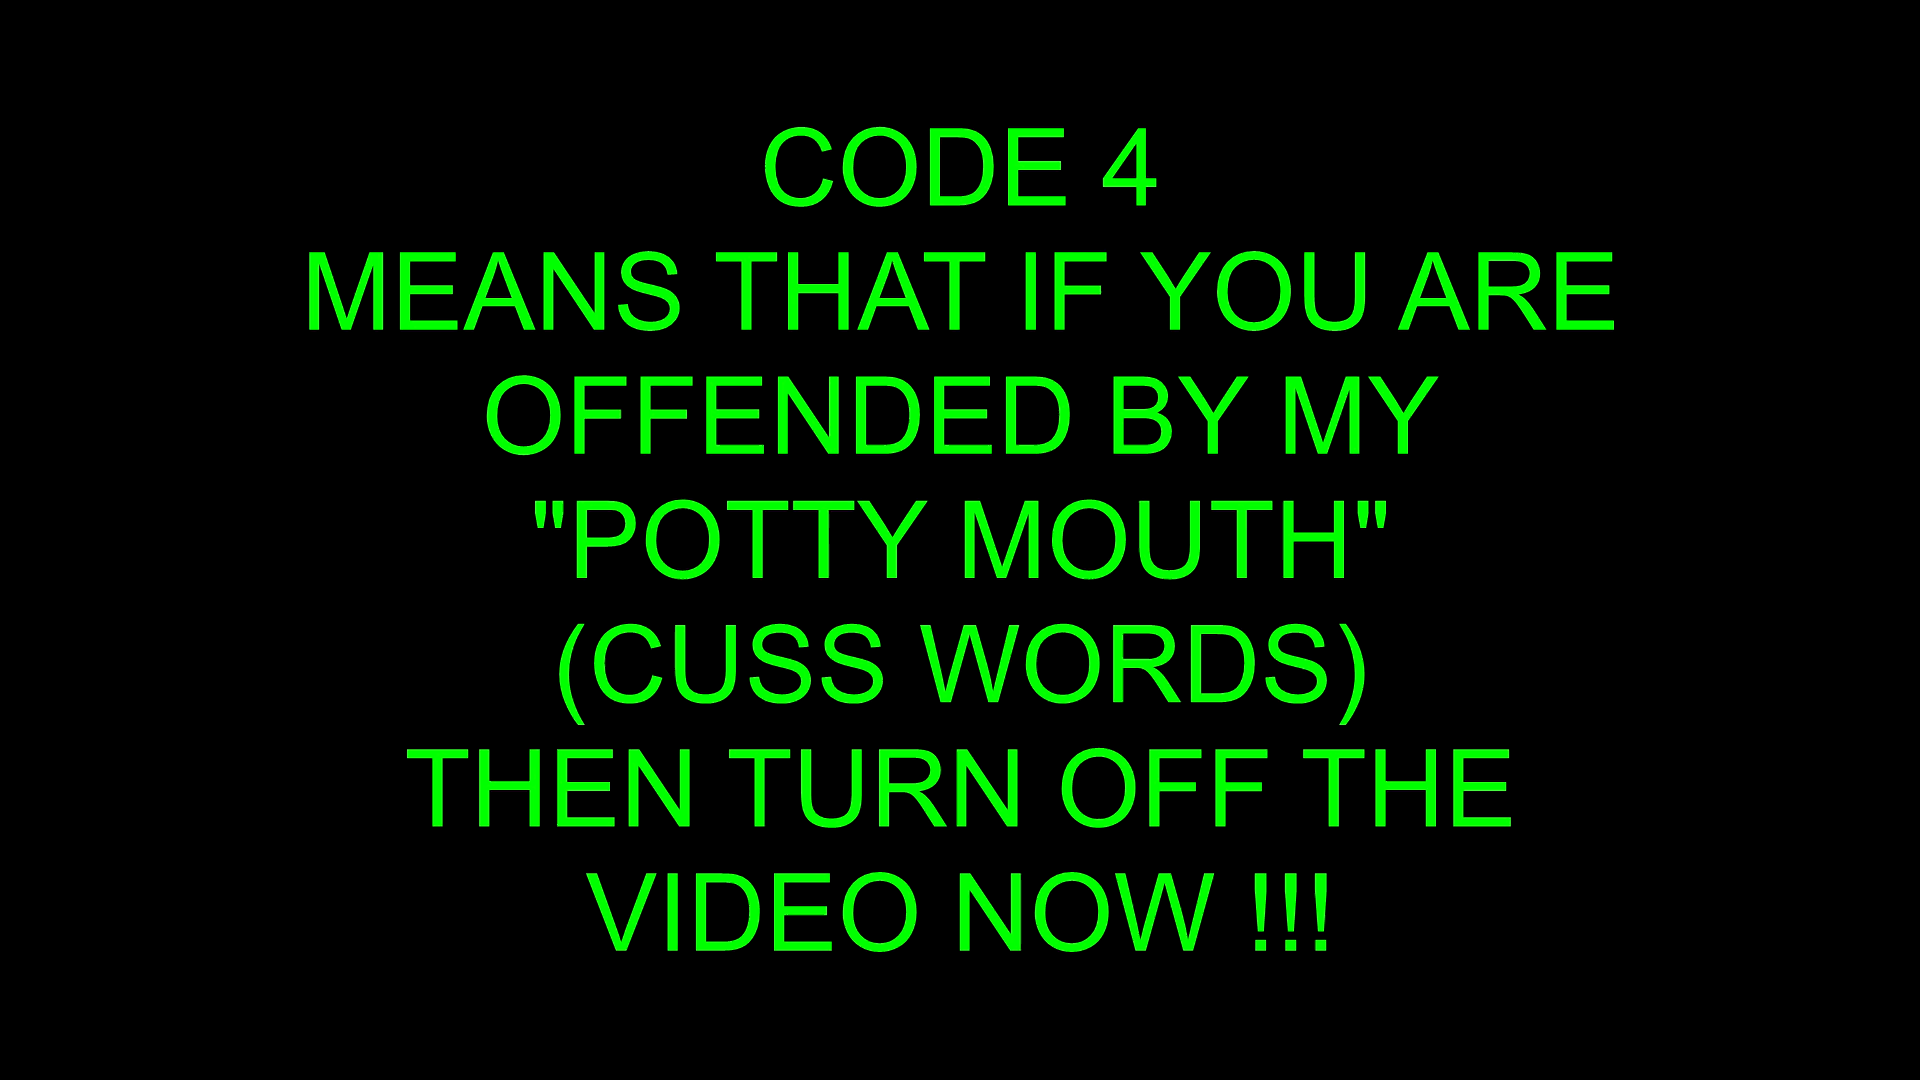 CODE 4
MEANS THAT IF YOU ARE
OFFENDED BY MY
"POTTY MOUTH"
(CUSS WORDS)
THEN TURN OFF THE
VIDEO NOW !!!